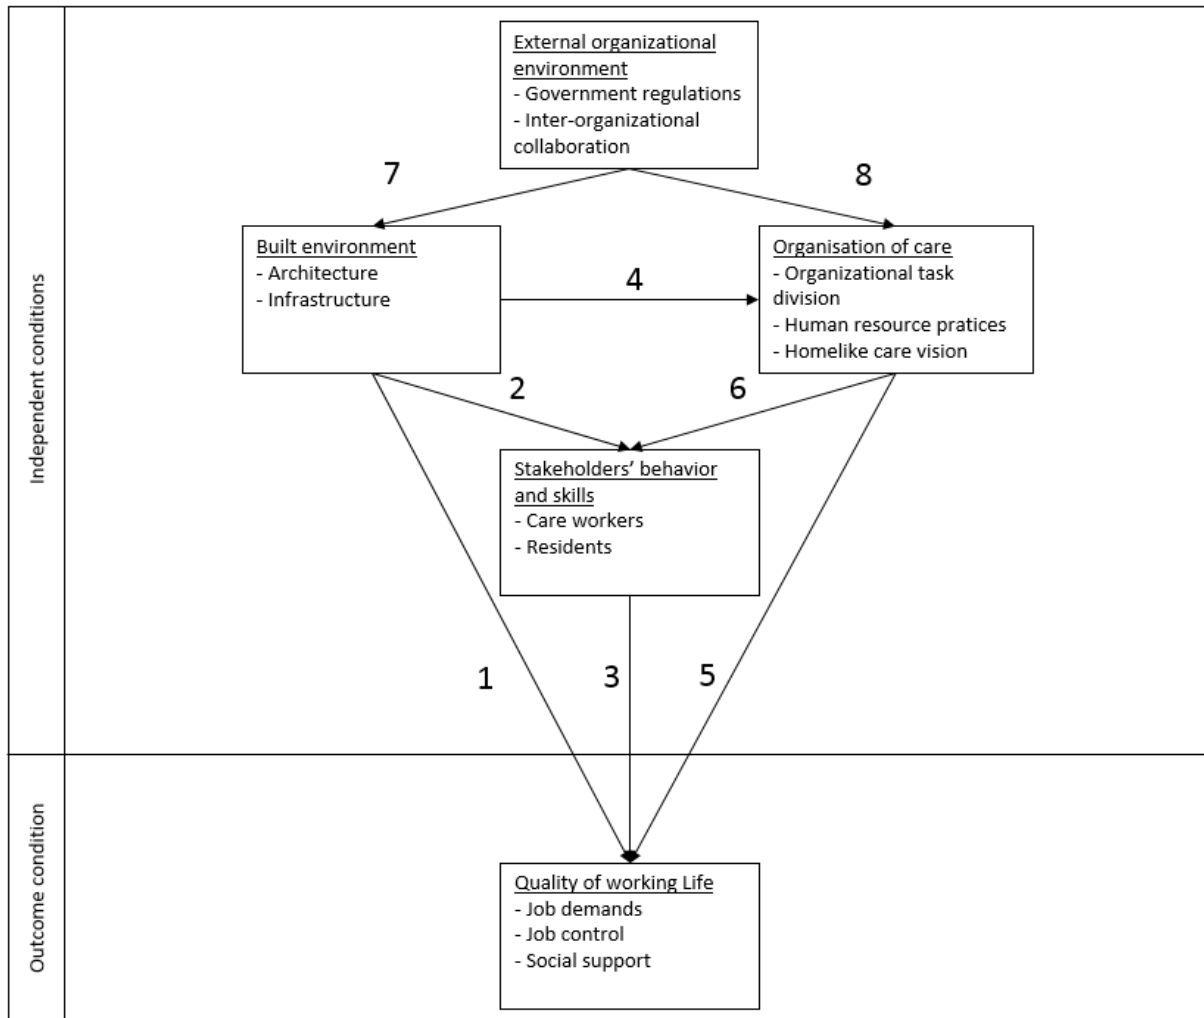 External organizational
environment
- Government regulations
- Inter-organizational
collaboration
7
8
Built environment
- Architecture
- Infrastructure
4
Organisation of care
- Organizational task
division
- Human resource pratices
- Homelike care vision
Independent conditions
2
6
Stakeholders’ behavior
and skills
- Care workers
- Residents
1
3
5
Outcome condition
Quality of working Life
- Job demands
- Job control
- Social support